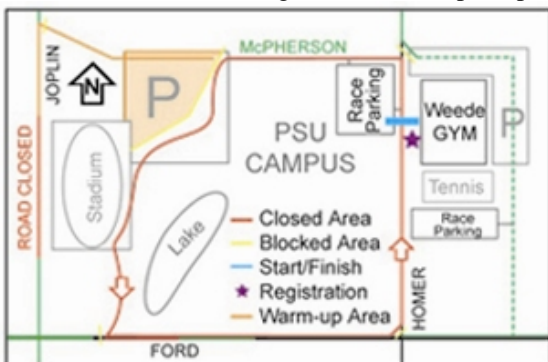 McPHERSON
JOPLIN
N
P
Race
Parking
Weede
GYM
P
PSU
CAMPUS
ROAD CLOSED
Stadium
Lake
Tennis
Race
Parking
Closed Area
Blocked Area
Start/Finish
Registration
Warm-up Area
HOMER
FORD